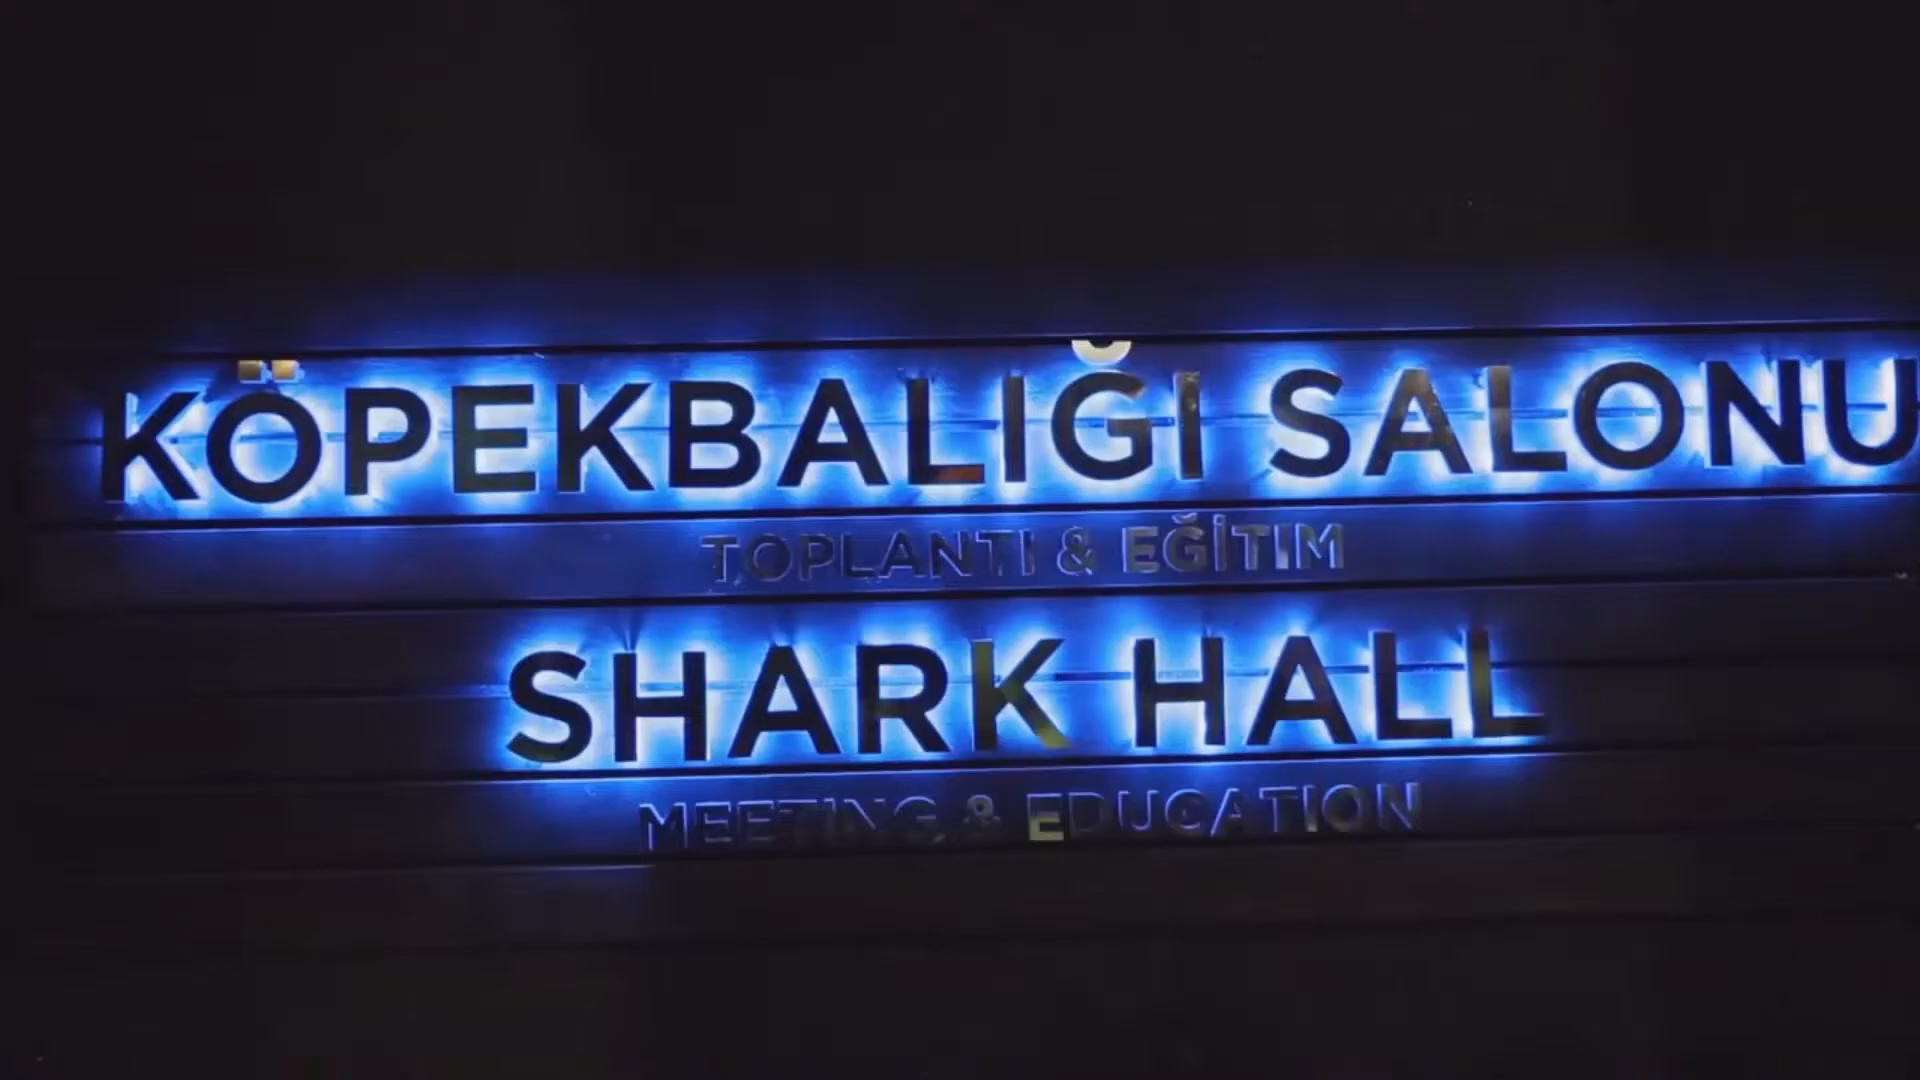 KÖPEKBALIĞI SALONU
TOPLANTI & EĞİTİM
SHARK HALL
MEETING & EDUCATION